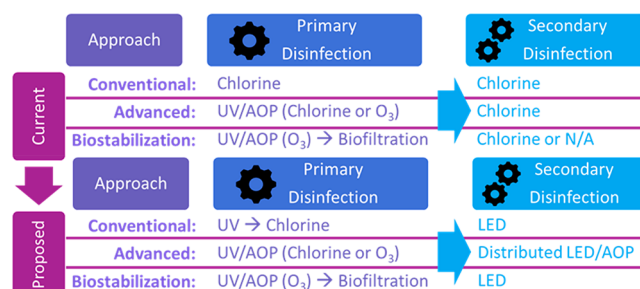 Approach Primary Disinfection Secondary Disinfection
Current
Conventional: Chlorine Chlorine
Advanced: UV/AOP (Chlorine or O₃) Chlorine
Biostabilization: UV/AOP (O₃) → Biofiltration Chlorine or N/A
Approach Primary Disinfection Secondary Disinfection
Proposed
Conventional: UV → Chlorine LED
Advanced: UV/AOP (Chlorine or O₃) Distributed LED/AOP
Biostabilization: UV/AOP (O₃) → Biofiltration LED